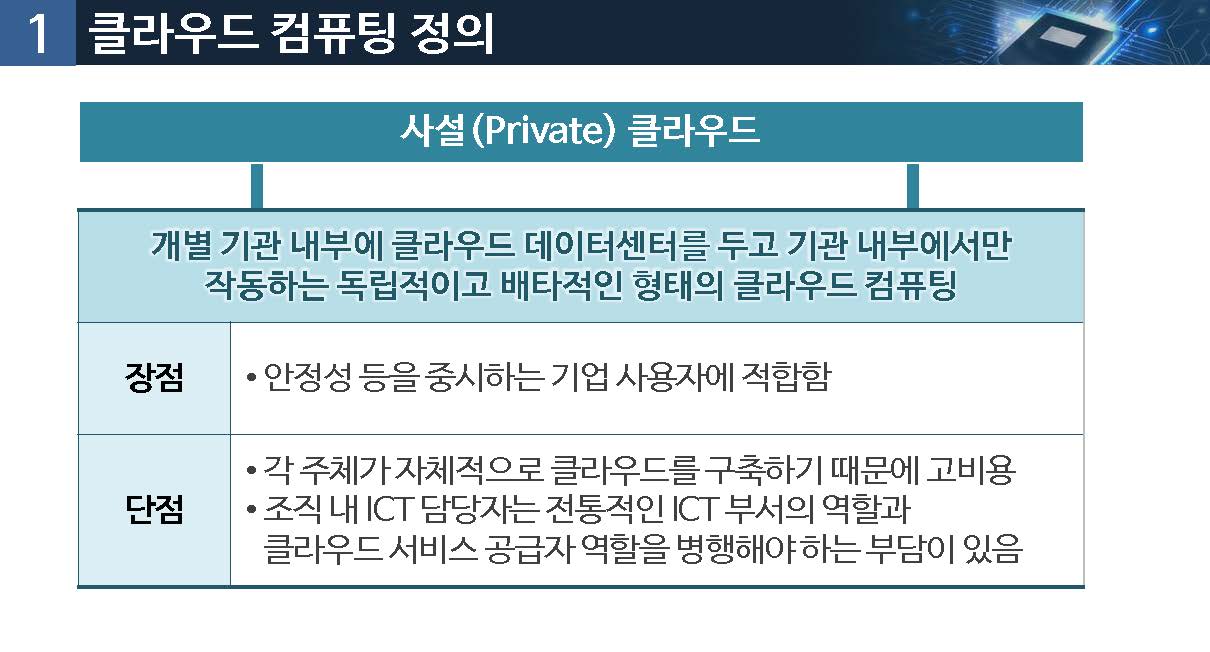 1 클라우드 컴퓨팅 정의
사설(Private) 클라우드
개별 기관 내부에 클라우드 데이터센터를 두고 기관 내부에서만
작동하는 독립적이고 배타적인 형태의 클라우드 컴퓨팅
장점
• 안정성 등을 중시하는 기업 사용자에 적합함
단점
• 각 주체가 자체적으로 클라우드를 구축하기 때문에 고비용
• 조직 내 ICT 담당자는 전통적인 ICT 부서의 역할과
클라우드 서비스 공급자 역할을 병행해야 하는 부담이 있음